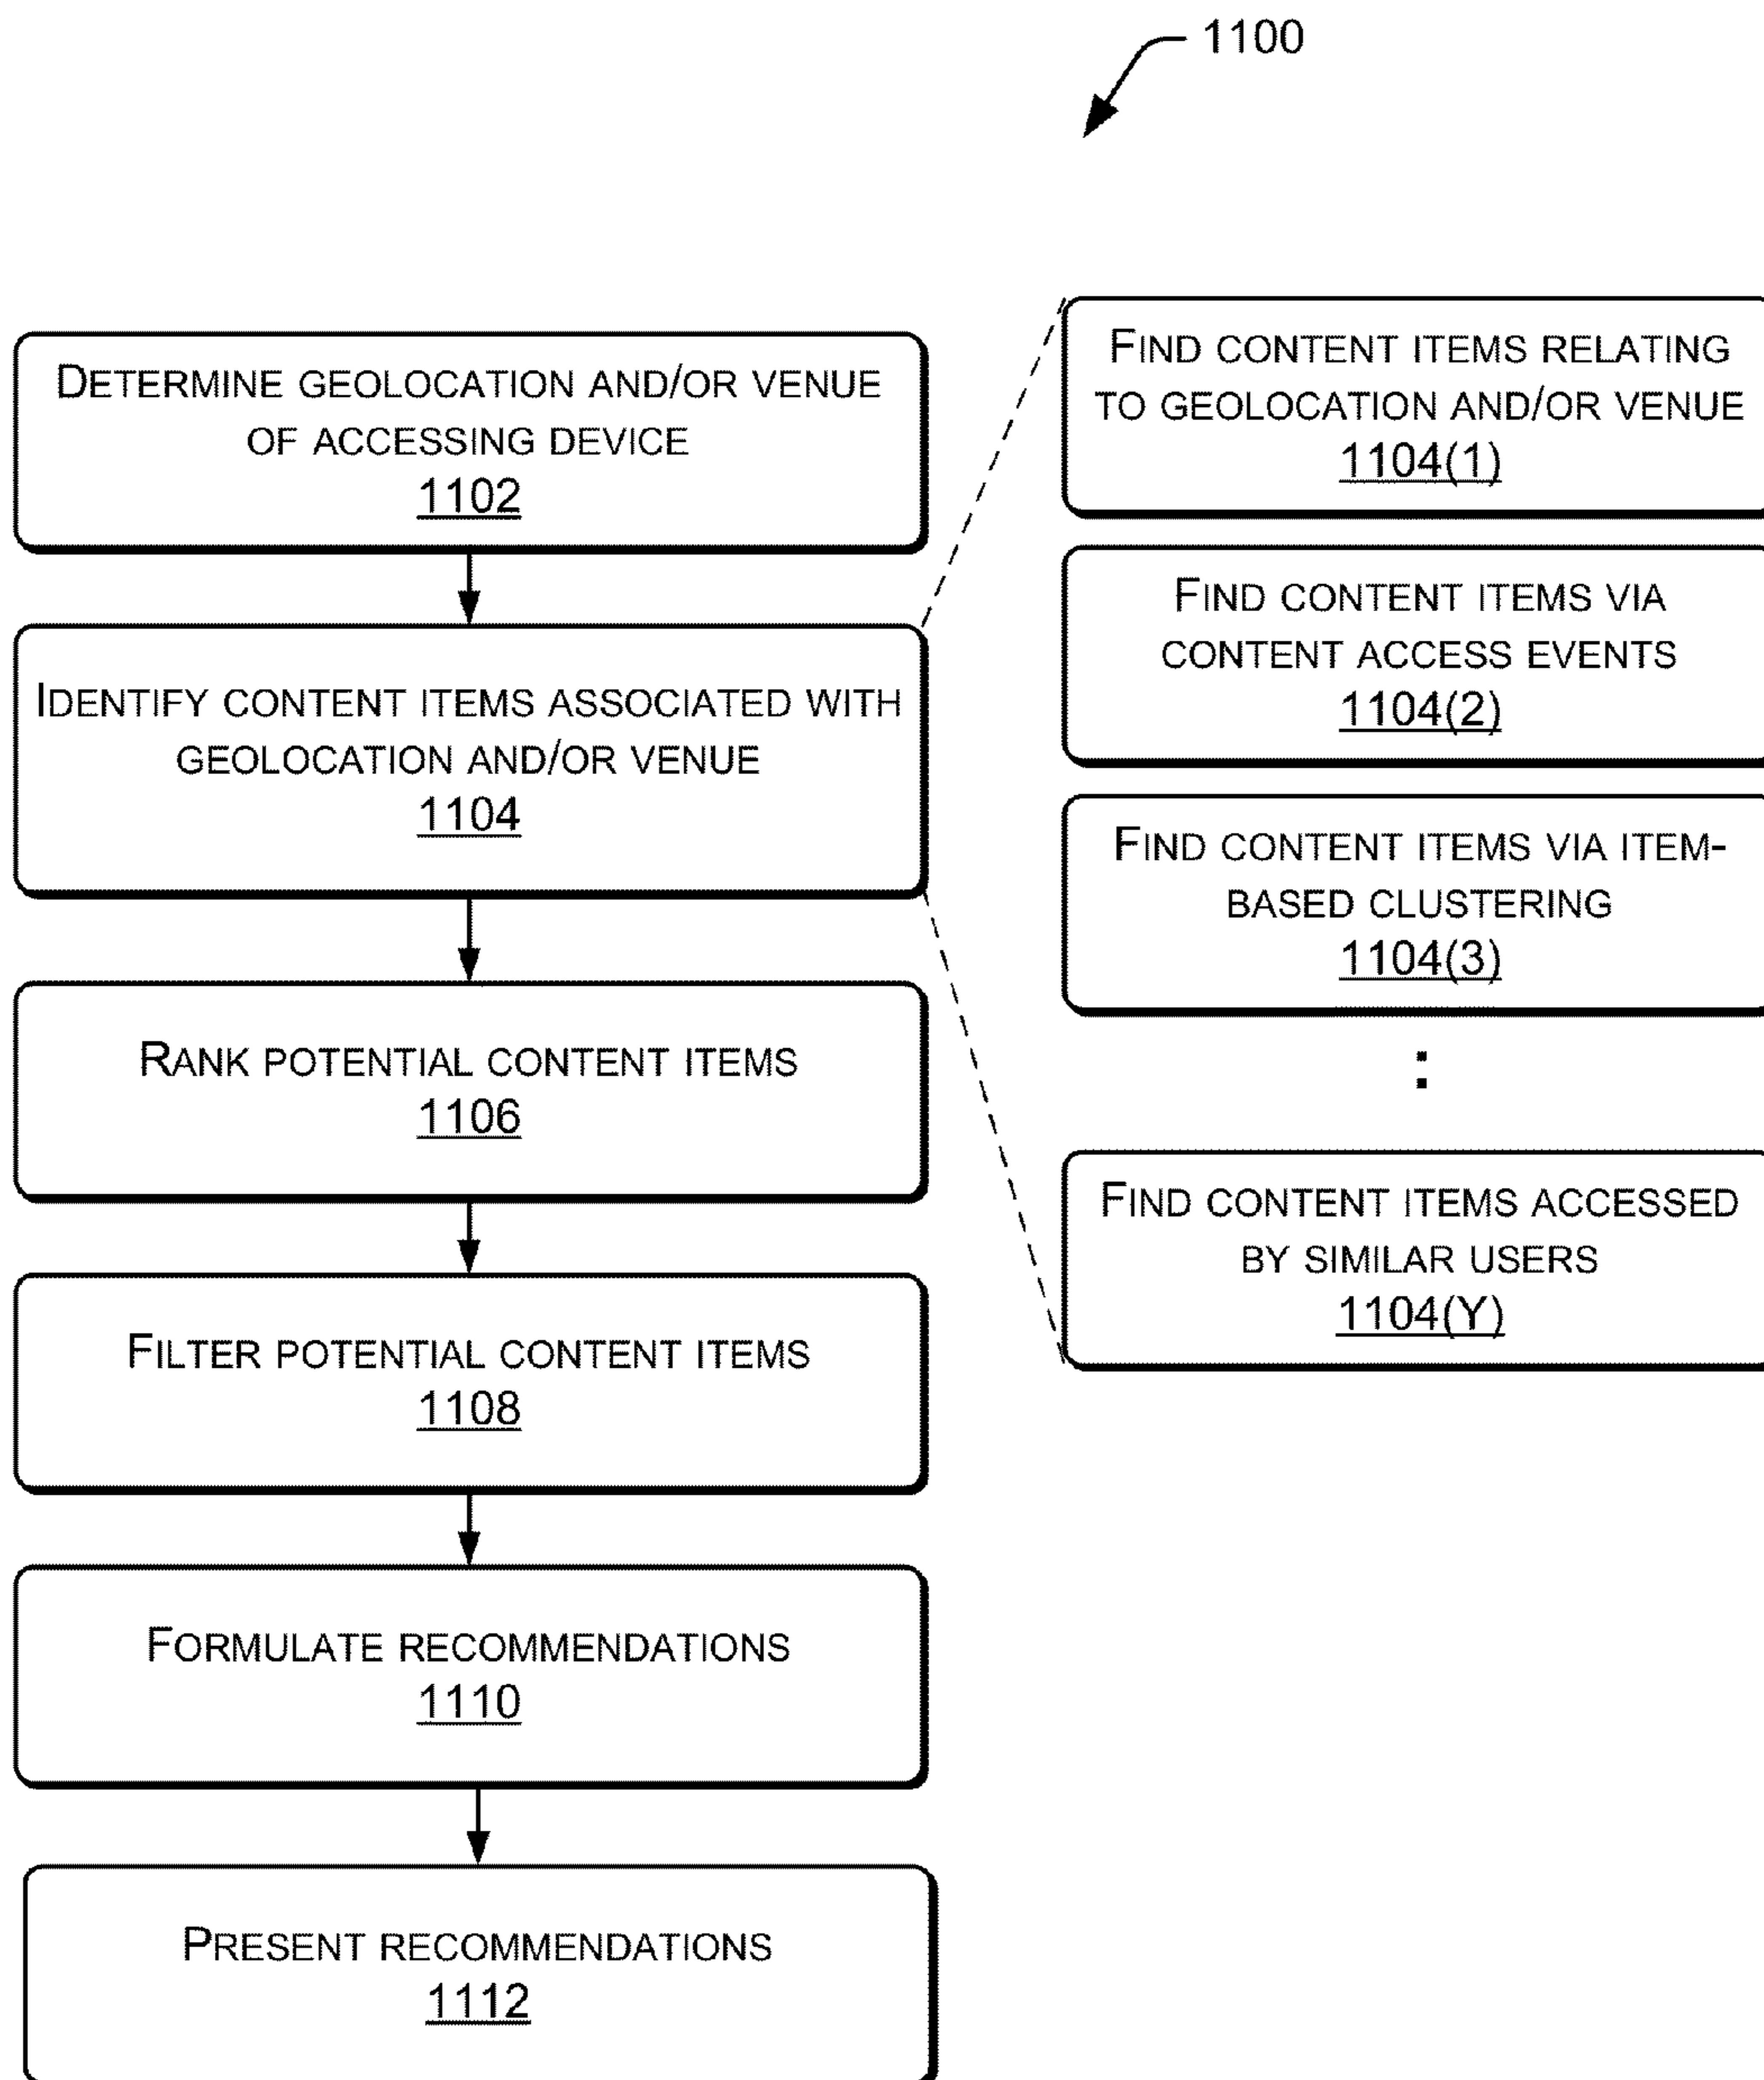 1100
DETERMINE GEOLOCATION AND/OR VENUE
OF ACCESSING DEVICE
1102
IDENTIFY CONTENT ITEMS ASSOCIATED WITH
GEOLOCATION AND/OR VENUE
1104
RANK POTENTIAL CONTENT ITEMS
1106
FILTER POTENTIAL CONTENT ITEMS
1108
FORMULATE RECOMMENDATIONS
1110
PRESENT RECOMMENDATIONS
1112
FIND CONTENT ITEMS RELATING
TO GEOLOCATION AND/OR VENUE
1104(1)
FIND CONTENT ITEMS VIA
CONTENT ACCESS EVENTS
1104(2)
FIND CONTENT ITEMS VIA ITEM-
BASED CLUSTERING
1104(3)
:
FIND CONTENT ITEMS ACCESSED
BY SIMILAR USERS
1104(Y)